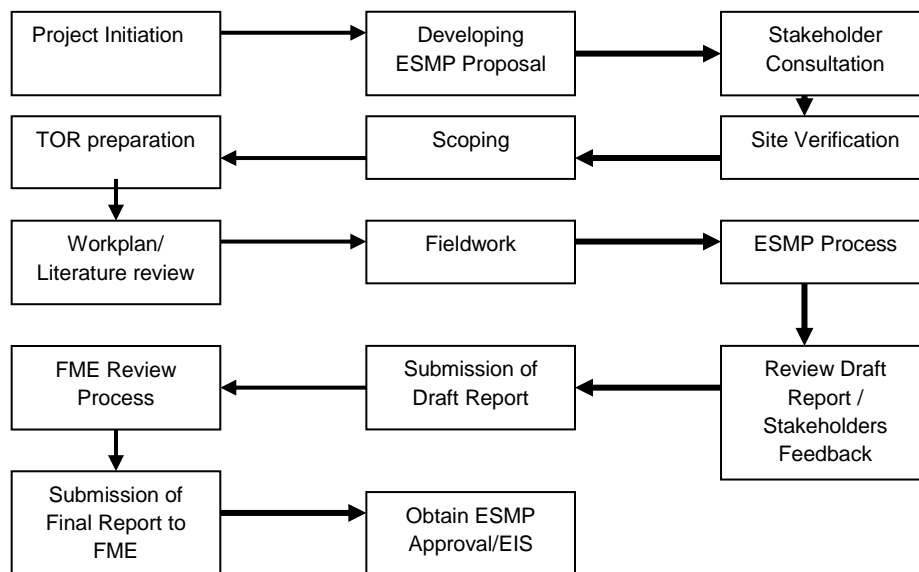 Project Initiation
Developing
ESMP Proposal
Stakeholder
Consultation
Site Verification
Scoping
TOR preparation
Workplan/
Literature review
Fieldwork
ESMP Process
Review Draft
Report /
Stakeholders
Feedback
Submission of
Draft Report
FME Review
Process
Submission of
Final Report to
FME
Obtain ESMP
Approval/EIS